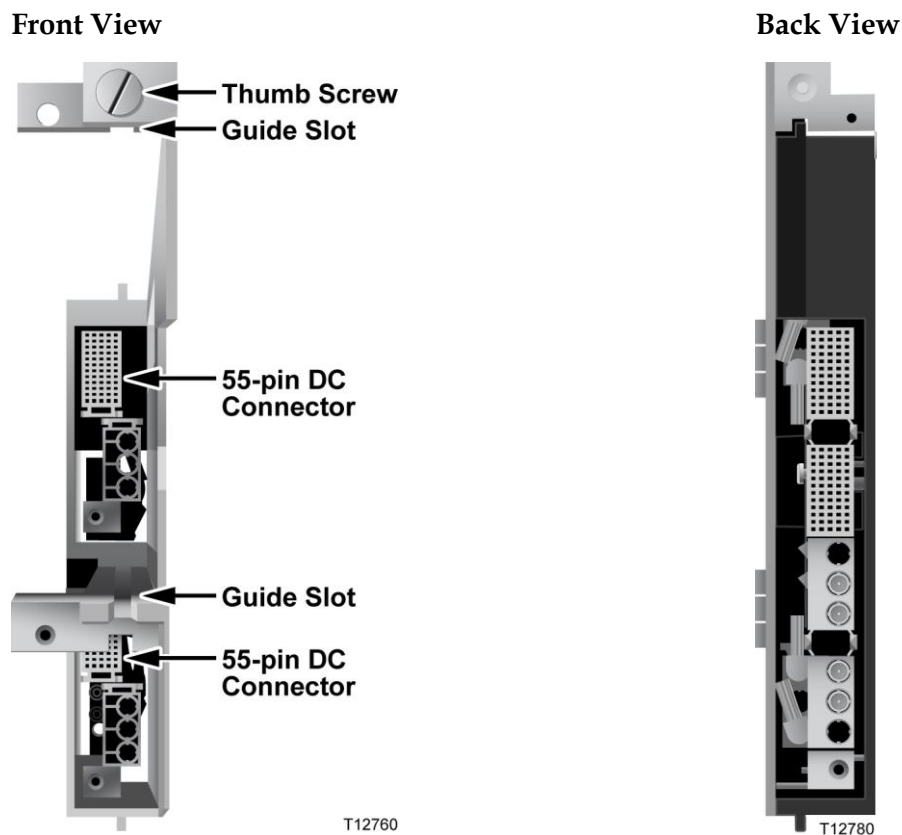 Front View
Back View
Thumb Screw
Guide Slot
55-pin DC
Connector
Guide Slot
55-pin DC
Connector
T12760
T12780